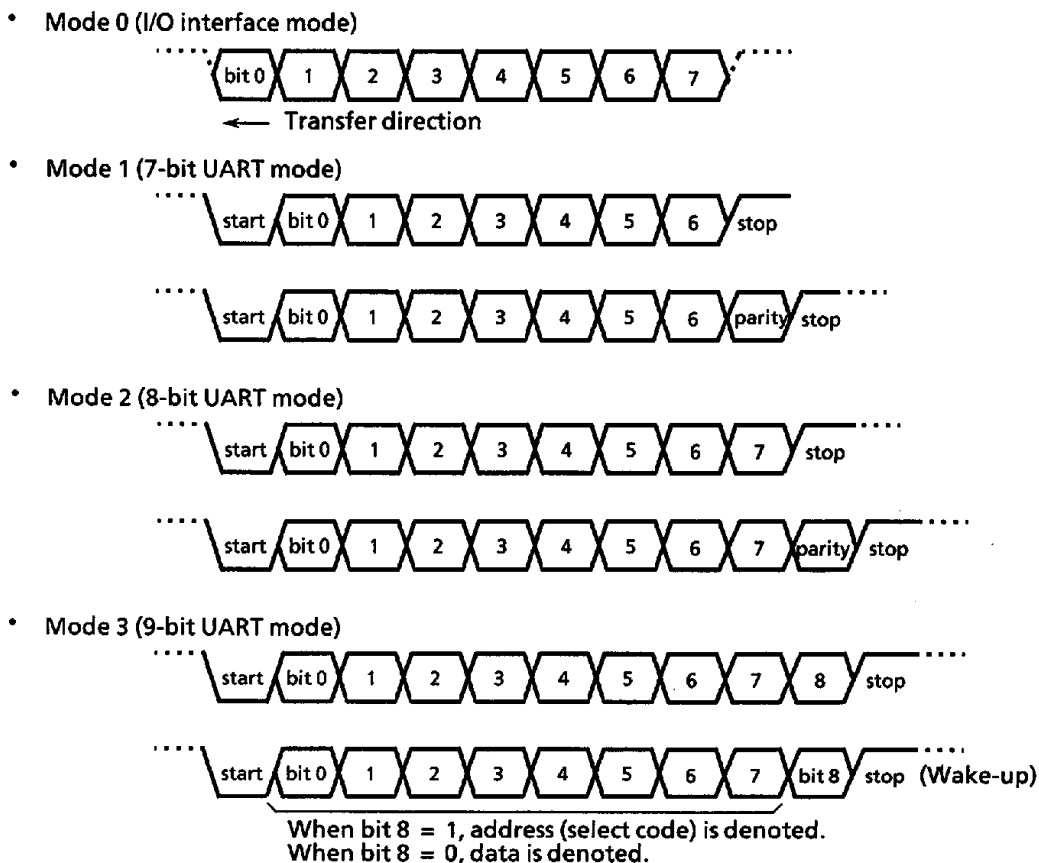 • Mode 0 (I/O interface mode)
bit 0 1 2 3 4 5 6 7
← Transfer direction
• Mode 1 (7-bit UART mode)
start bit 0 1 2 3 4 5 6 stop
start bit 0 1 2 3 4 5 6 parity stop
• Mode 2 (8-bit UART mode)
start bit 0 1 2 3 4 5 6 7 stop
start bit 0 1 2 3 4 5 6 7 parity stop
• Mode 3 (9-bit UART mode)
start bit 0 1 2 3 4 5 6 7 8 stop
start bit 0 1 2 3 4 5 6 7 bit 8 stop (Wake-up)
When bit 8 = 1, address (select code) is denoted.
When bit 8 = 0, data is denoted.